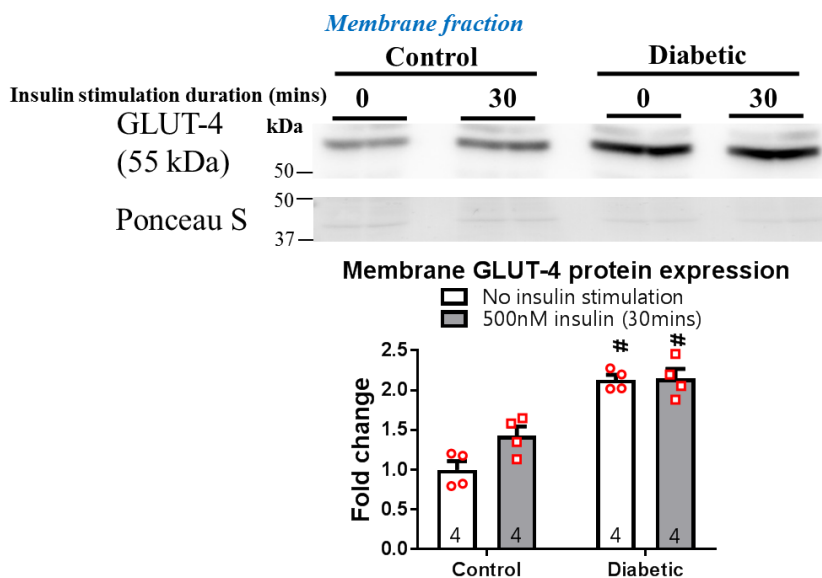 Membrane fraction
Control Diabetic
Insulin stimulation duration (mins) 0 30 0 30
GLUT-4
(55 kDa)
kDa
50
Ponceau S
50
37
Membrane GLUT-4 protein expression
No insulin stimulation
500nM insulin (30mins)
Fold change
2.5
2.0
1.5
1.0
0.5
0.0
# #
4 4 4 4
Control Diabetic